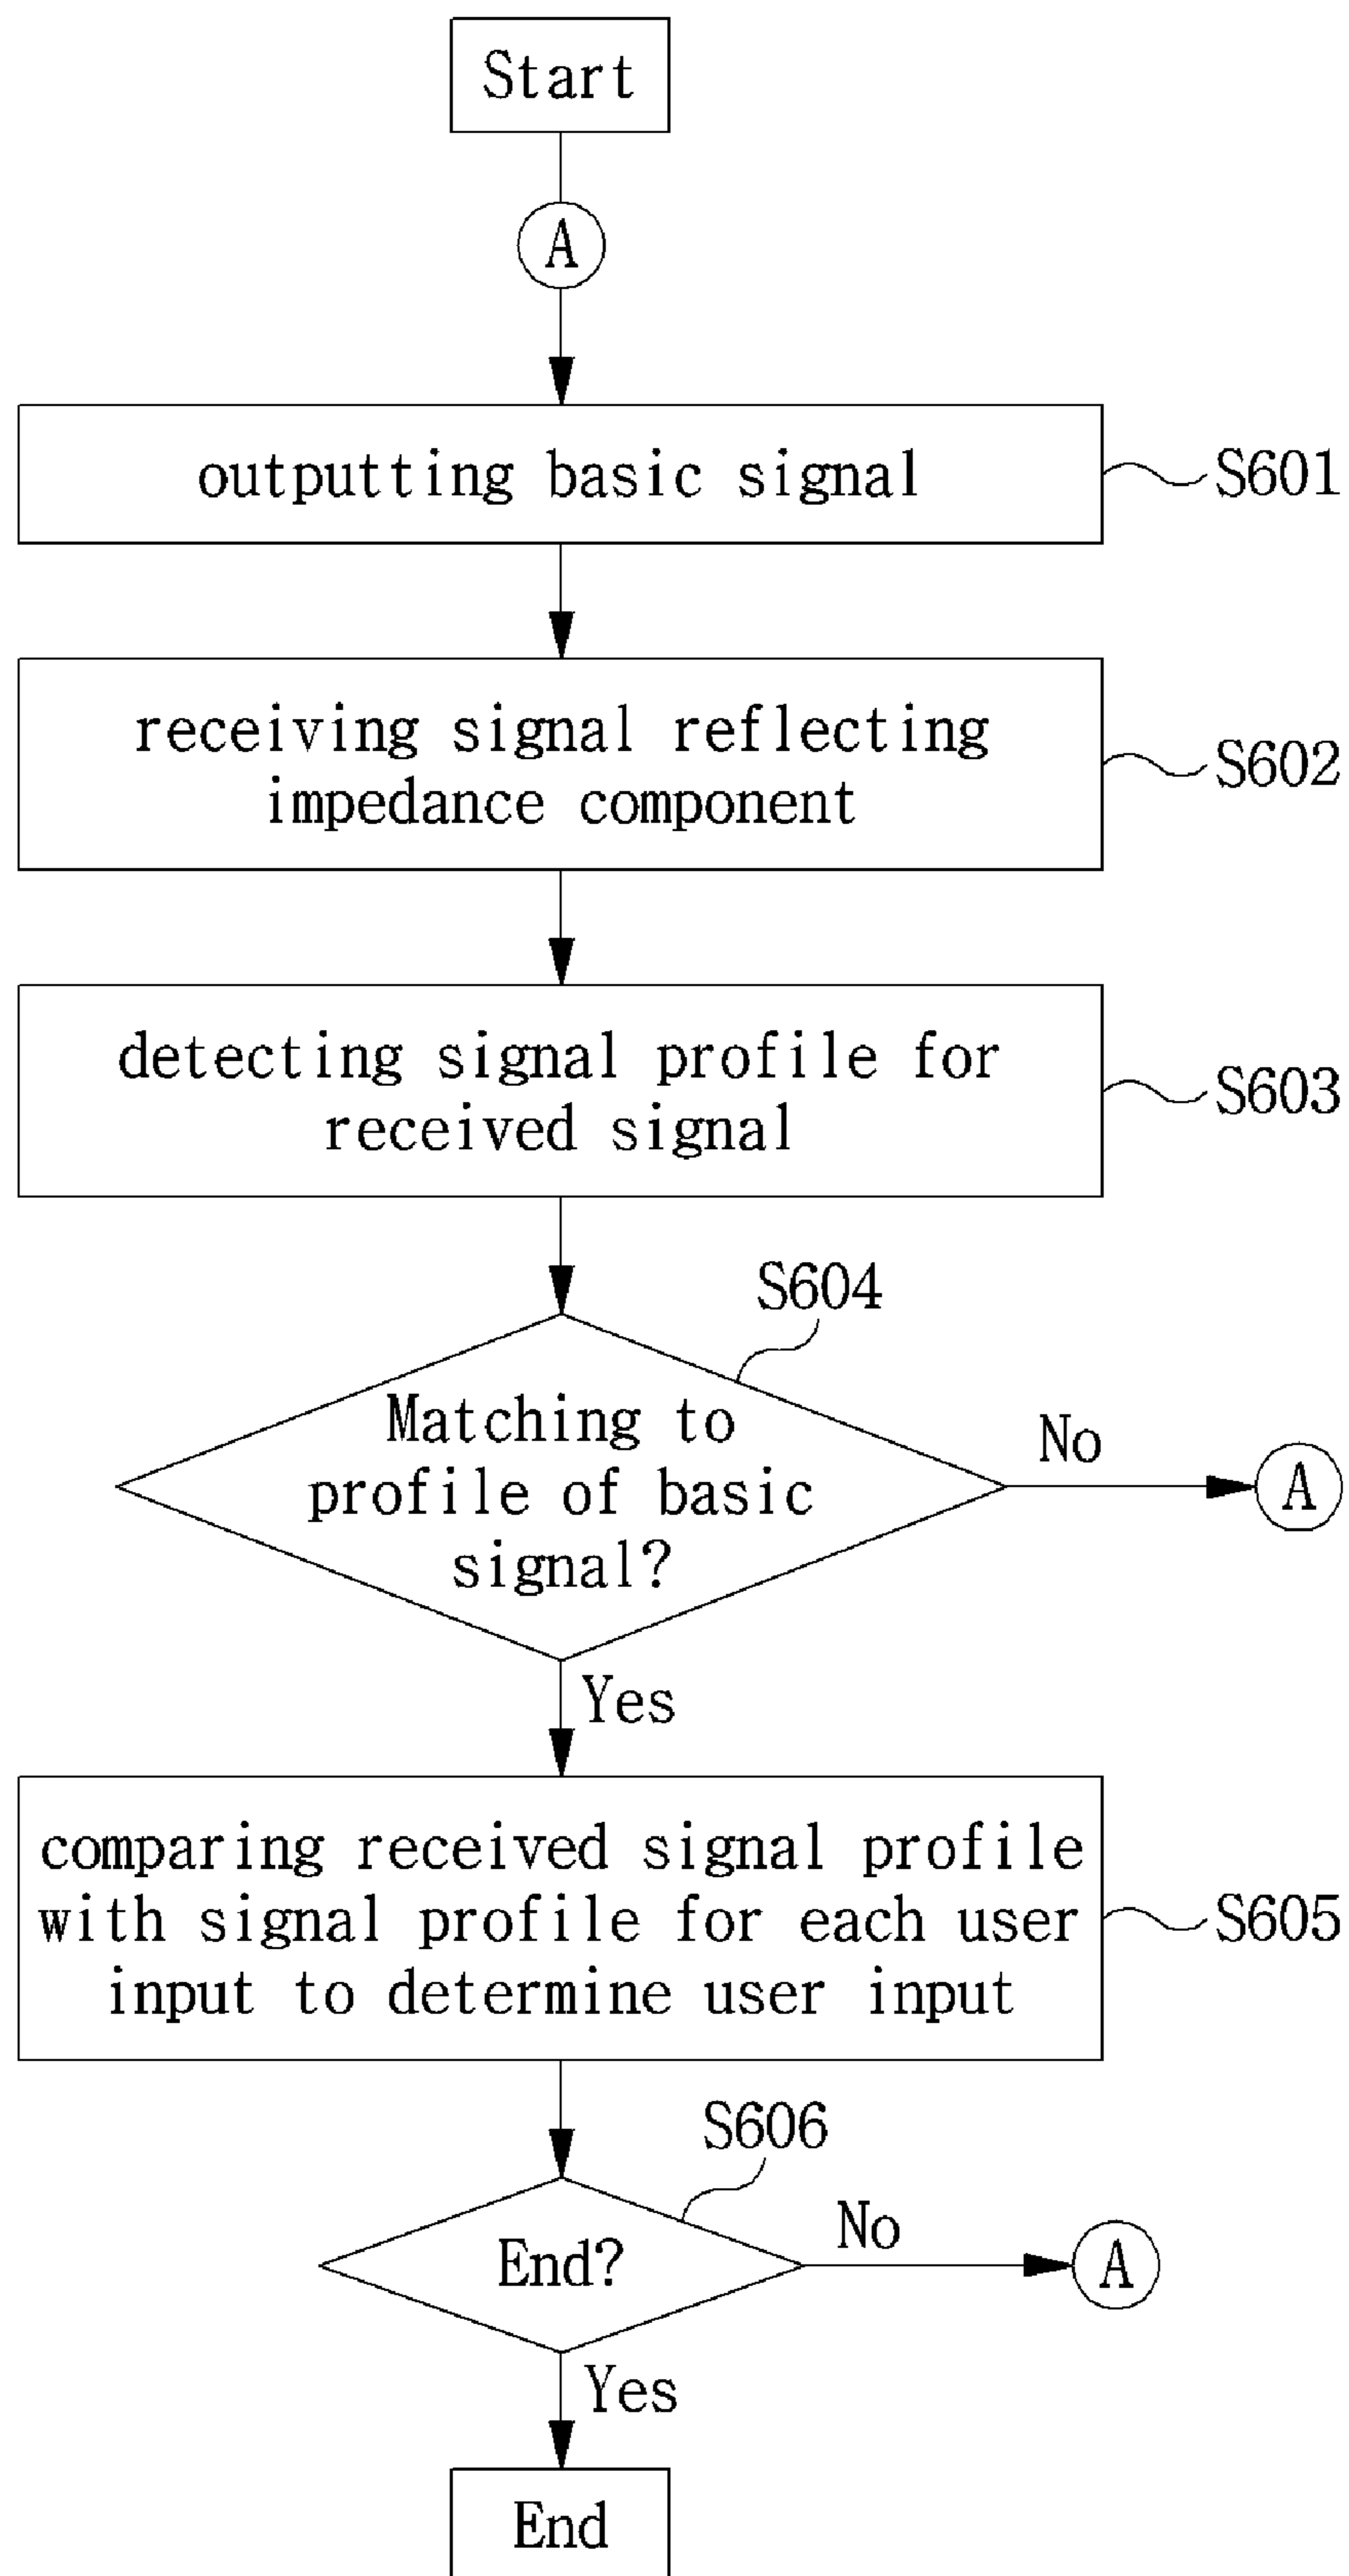 Start
A
outputting basic signal
S601
receiving signal reflecting
impedance component
S602
detecting signal profile for
received signal
S603
S604
Matching to
profile of basic
signal?
No
A
Yes
comparing received signal profile
with signal profile for each user
input to determine user input
S605
S606
End?
No
A
Yes
End